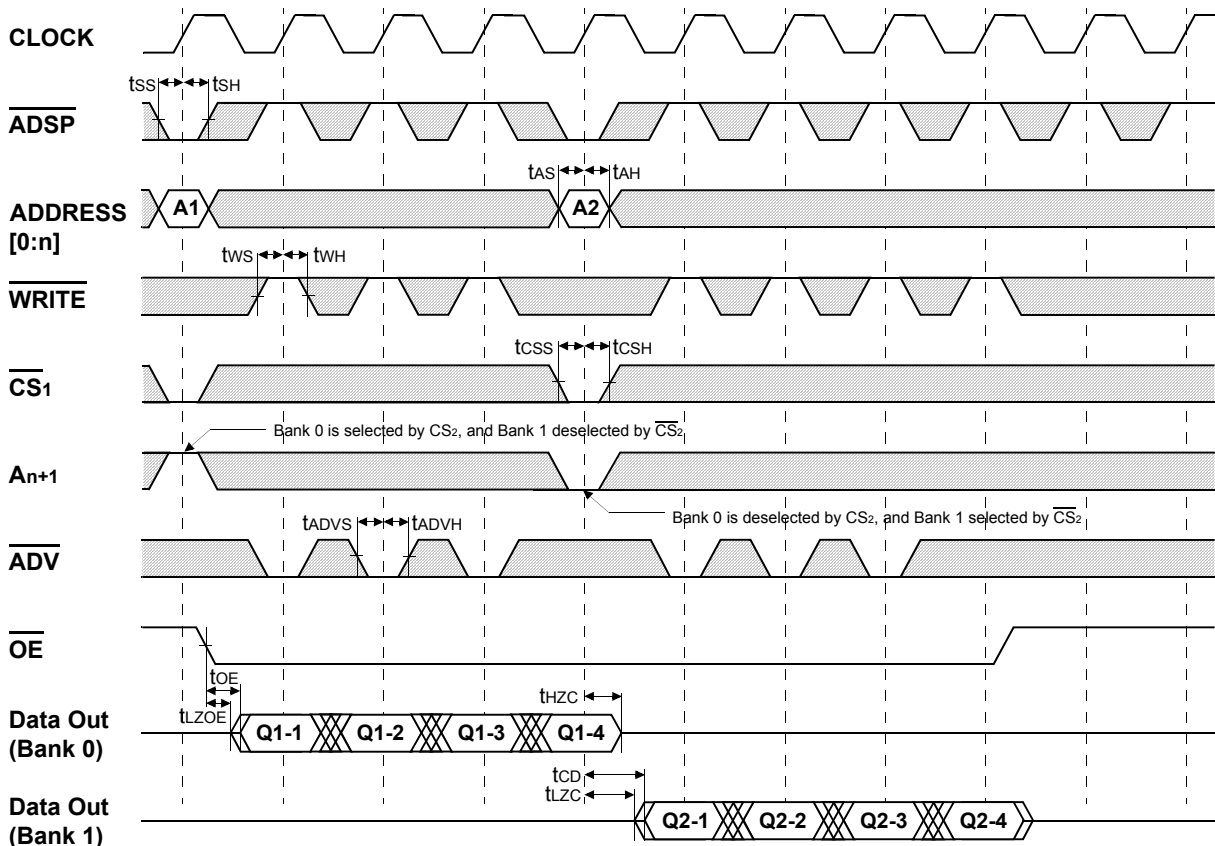 CLOCK
tSS tSH
ADSP
tAS tAH
ADDRESS
[0:n]
A1 A2
tWS tWH
WRITE
tCSS tCSH
CS1
Bank 0 is selected by CS2, and Bank 1 deselected by CS2
An+1
Bank 0 is deselected by CS2, and Bank 1 selected by CS2
tADVS tADVH
ADV
OE
tOE
tLZOE
tHZC
Data Out
(Bank 0)
Q1-1 Q1-2 Q1-3 Q1-4
tCD
tLZC
Data Out
(Bank 1)
Q2-1 Q2-2 Q2-3 Q2-4